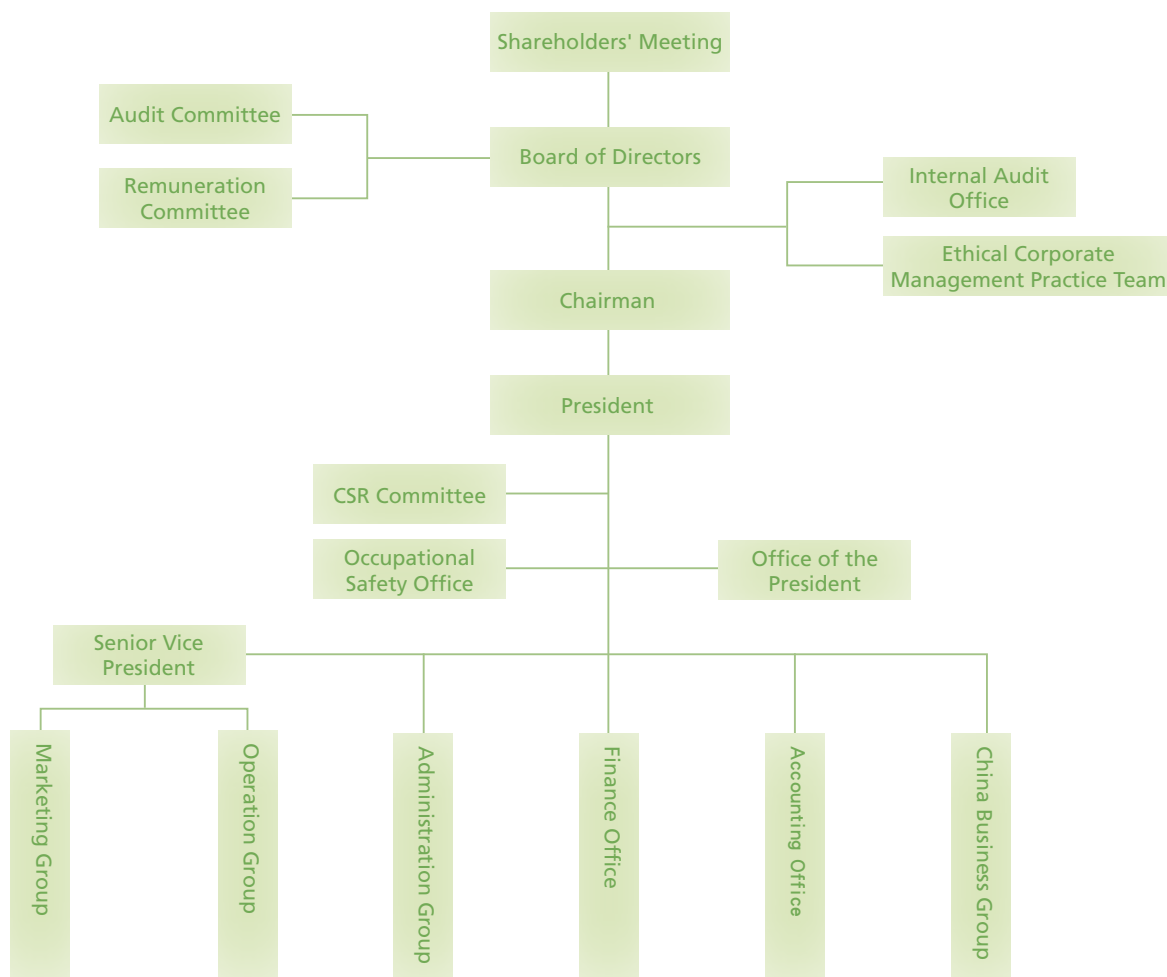 Shareholders' Meeting
Audit Committee
Board of Directors
Remuneration
Committee
Internal Audit
Office
Ethical Corporate
Management Practice Team
Chairman
President
CSR Committee
Occupational
Safety Office
Office of the
President
Senior Vice
President
Marketing Group
Operation Group
Administration Group
Finance Office
Accounting Office
China Business Group